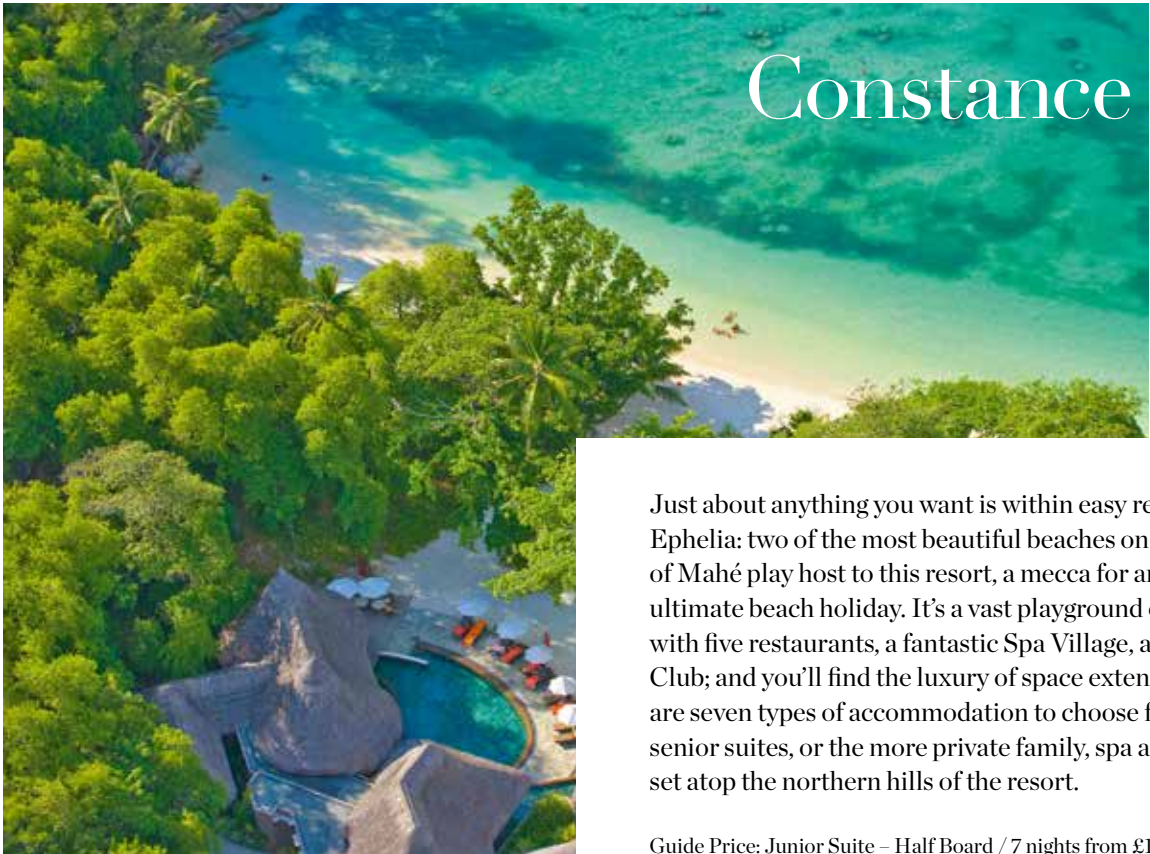 Constance
Just about anything you want is within easy
Ephelia: two of the most beautiful beaches on
of Mahé play host to this resort, a mecca for
ultimate beach holiday. It’s a vast playground
with five restaurants, a fantastic Spa Village,
Club; and you’ll find the luxury of space
are seven types of accommodation to choose
senior suites, or the more private family, spa
set atop the northern hills of the resort.
Guide Price: Junior Suite – Half Board / 7 nights from